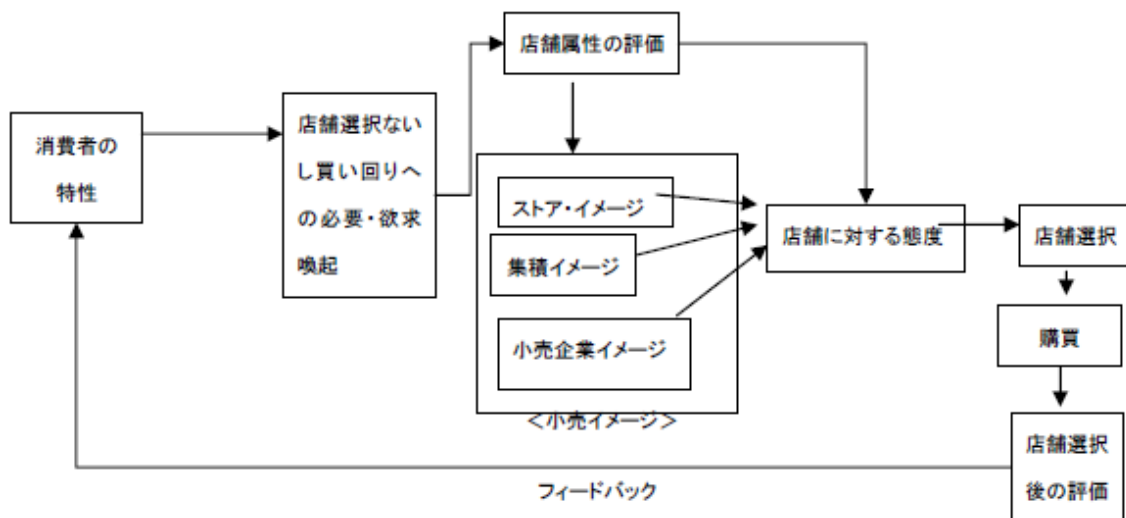 店舗属性の評価
消費者の
特性
店舗選択ない
し買い回りへ
の必要・欲求
喚起
ストア・イメージ
集積イメージ
小売企業イメージ
＜小売イメージ＞
店舗に対する態度
店舗選択
購買
店舗選択
後の評価
フィードバック